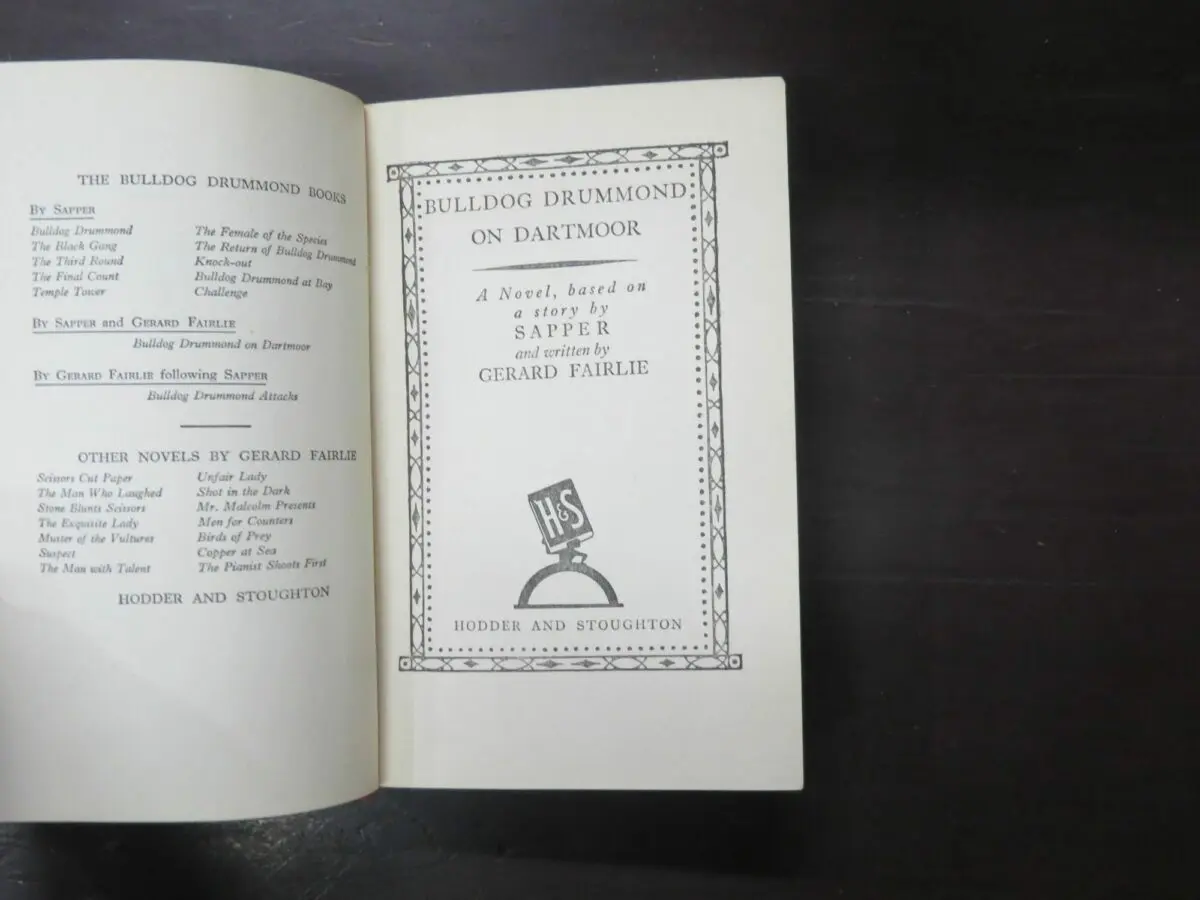 THE BULLDOG DRUMMOND BOOKS
By Sapper
Bulldog Drummond The Female of the Species
The Black Gang The Return of Bulldog Drummond
The Third Round Knock-out
The Final Count Bulldog Drummond at Bay
Temple Tower Challenge
By Sapper and Gerard Fairlie
Bulldog Drummond on Dartmoor
By Gerard Fairlie following Sapper
Bulldog Drummond Attacks
OTHER NOVELS BY GERARD FAIRLIE
Scissors Cut Paper Unfair Lady
The Man Who Laughed Shot in the Dark
Stone Blunts Scissors Mr. Malcolm Presents
The Exquisite Lady Men for Counters
Muster of the Vultures Birds of Prey
Suspect Copper at Sea
The Man with Talent The Pianist Shoots First
HODDER AND STOUGHTON
BULLDOG DRUMMOND
ON DARTMOOR
A Novel, based on
a story by
SAPPER
and written by
GERARD FAIRLIE
H&S
HODDER AND STOUGHTON